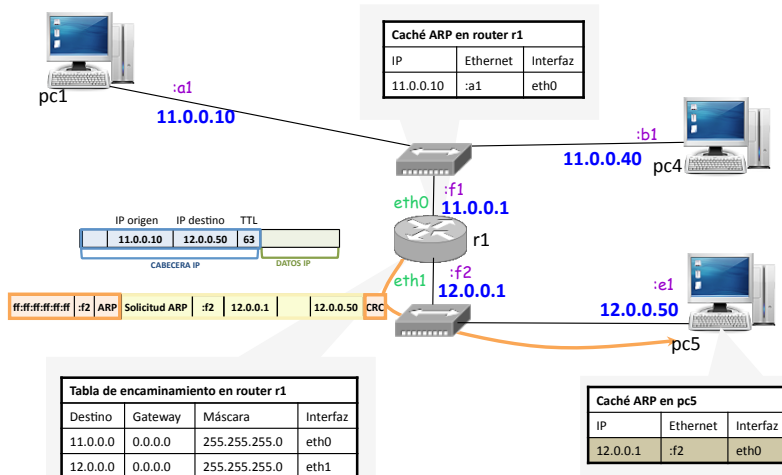 Caché ARP en router r1
IP Ethernet Interfaz
11.0.0.10 :a1 eth0
pc1
:a1
11.0.0.10
:b1
11.0.0.40
pc4
eth0
:f1
11.0.0.1
r1
IP origen IP destino TTL
11.0.0.10 12.0.0.50 63
CABECERA IP DATOS IP
eth1
:f2
12.0.0.1
:e1
12.0.0.50
pc5
ff:ff:ff:ff:ff:ff :f2 ARP Solicitud ARP :f2 12.0.0.1 12.0.0.50 CRC
Tabla de encaminamiento en router r1
Destino Gateway Máscara Interfaz
11.0.0.0 0.0.0.0 255.255.255.0 eth0
12.0.0.0 0.0.0.0 255.255.255.0 eth1
Caché ARP en pc5
IP Ethernet Interfaz
12.0.0.1 :f2 eth0